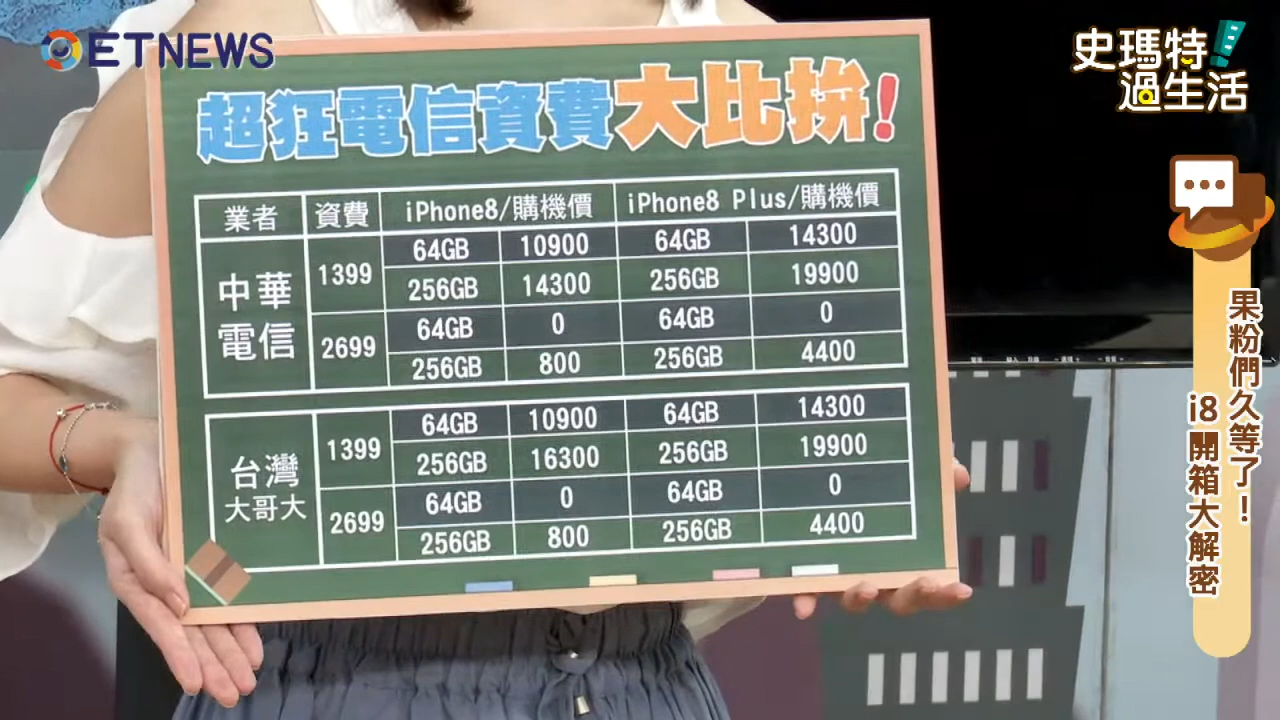 ETNEWS
史瑪特!
過生活
超狂電信資費大比拚!
業者 資費 iPhone8/購機價 iPhone8 Plus/購機價
中華電信 1399 64GB 10900 64GB 14300
256GB 14300 256GB 19900
2699 64GB 0 64GB 0
256GB 800 256GB 4400
台灣大哥大 1399 64GB 10900 64GB 14300
256GB 16300 256GB 19900
2699 64GB 0 64GB 0
256GB 800 256GB 4400
果粉們久等了!
i8開箱大解密